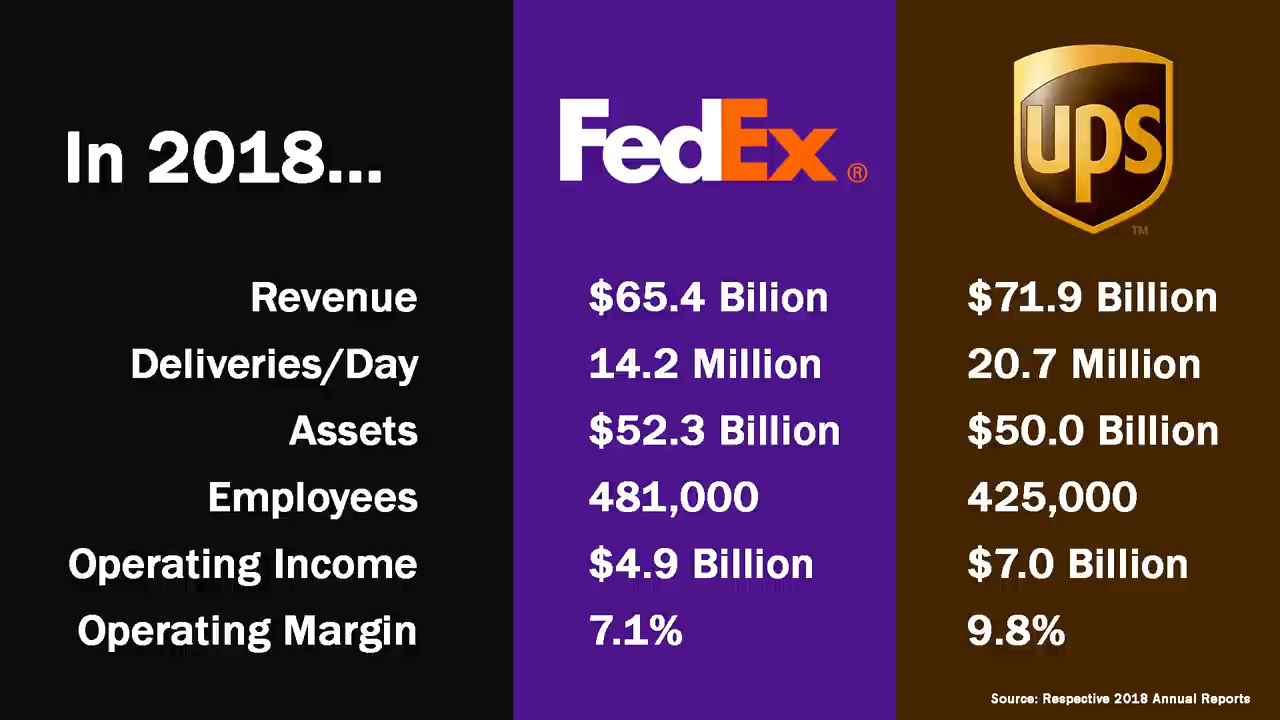 In 2018...
FedEx ®
ups
TM
Revenue $65.4 Bilion $71.9 Billion
Deliveries/Day 14.2 Million 20.7 Million
Assets $52.3 Billion $50.0 Billion
Employees 481,000 425,000
Operating Income $4.9 Billion $7.0 Billion
Operating Margin 7.1% 9.8%
Source: Respective 2018 Annual Reports